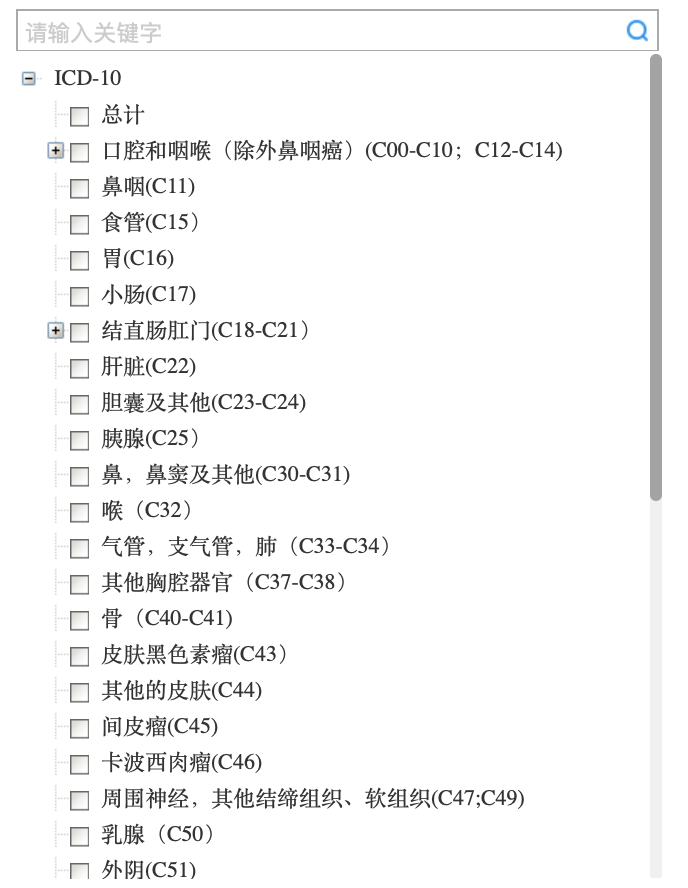 请输入关键字
ICD-10
总计
口腔和咽喉（除外鼻咽癌）(C00-C10；C12-C14)
鼻咽(C11)
食管(C15）
胃(C16)
小肠(C17)
结直肠肛门(C18-C21）
肝脏(C22)
胆囊及其他(C23-C24)
胰腺(C25）
鼻，鼻窦及其他(C30-C31)
喉（C32）
气管，支气管，肺（C33-C34）
其他胸腔器官（C37-C38）
骨（C40-C41)
皮肤黑色素瘤(C43）
其他的皮肤(C44)
间皮瘤(C45)
卡波西肉瘤(C46)
周围神经，其他结缔组织、软组织(C47;C49)
乳腺（C50）
外阴(C51)